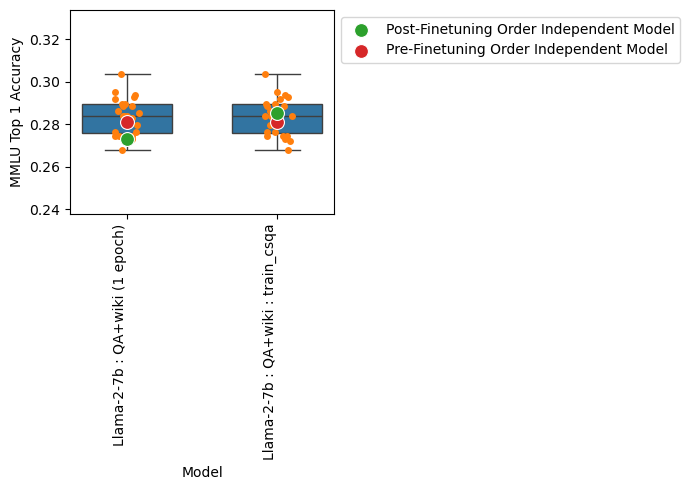 Post-Finetuning Order Independent Model
Pre-Finetuning Order Independent Model
MMLU Top 1 Accuracy
0.32
0.30
0.28
0.26
0.24
Llama-2-7b : QA+wiki (1 epoch)
Llama-2-7b : QA+wiki : train_csqa
Model